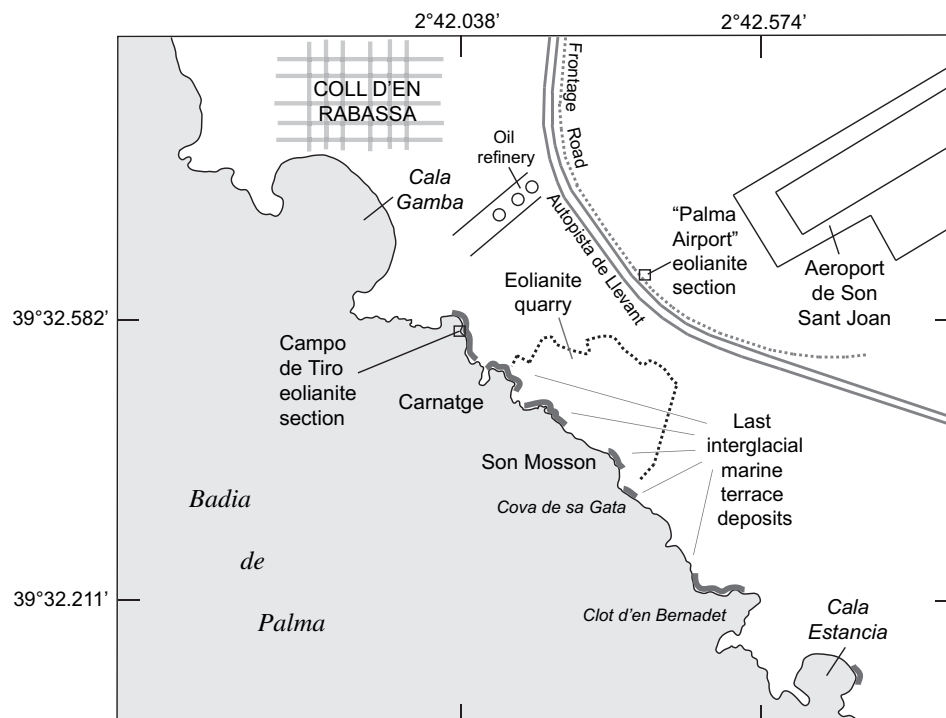 2°42.038’
2°42.574’
COLL D’EN
RABASSA
Frontage Road
Oil
refinery
Cala
Gamba
Autopista de Llevant
“Palma
Airport”
eolianite
section
Aeroport
de Son
Sant Joan
Eolianite
quarry
39°32.582’
Campo
de Tiro
eolianite
section
Carnatge
Last
interglacial
marine
terrace
deposits
Son Mosson
Cova de sa Gata
Badia
de
Palma
39°32.211’
Clot d’en Bernadet
Cala
Estancia